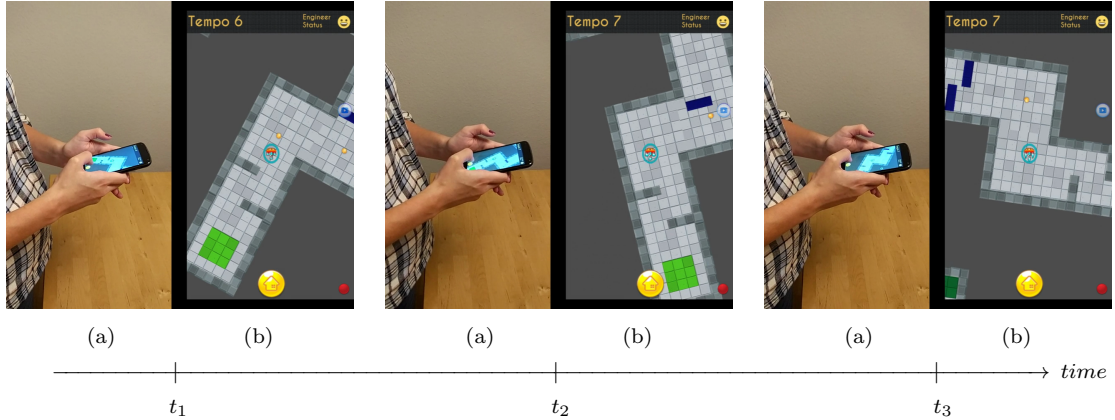 Tempo 6
Engineer
Status
Tempo 7
Engineer
Status
Tempo 7
Engineer
Status
(a)
(b)
(a)
(b)
(a)
(b)
time
t1
t2
t3